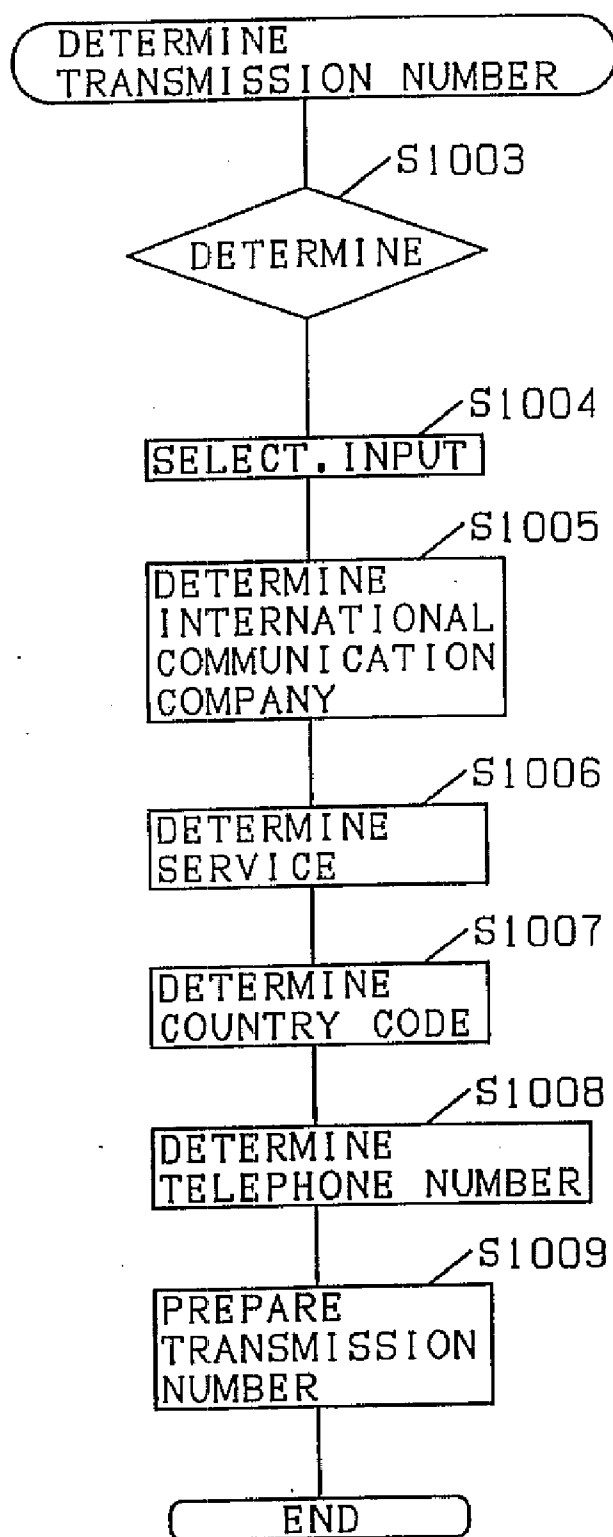 DETERMINE
TRANSMISSION NUMBER
S1003
DETERMINE
S1004
SELECT.INPUT
S1005
DETERMINE
INTERNATIONAL
COMMUNICATION
COMPANY
S1006
DETERMINE
SERVICE
S1007
DETERMINE
COUNTRY CODE
S1008
DETERMINE
TELEPHONE NUMBER
S1009
PREPARE
TRANSMISSION
NUMBER
END